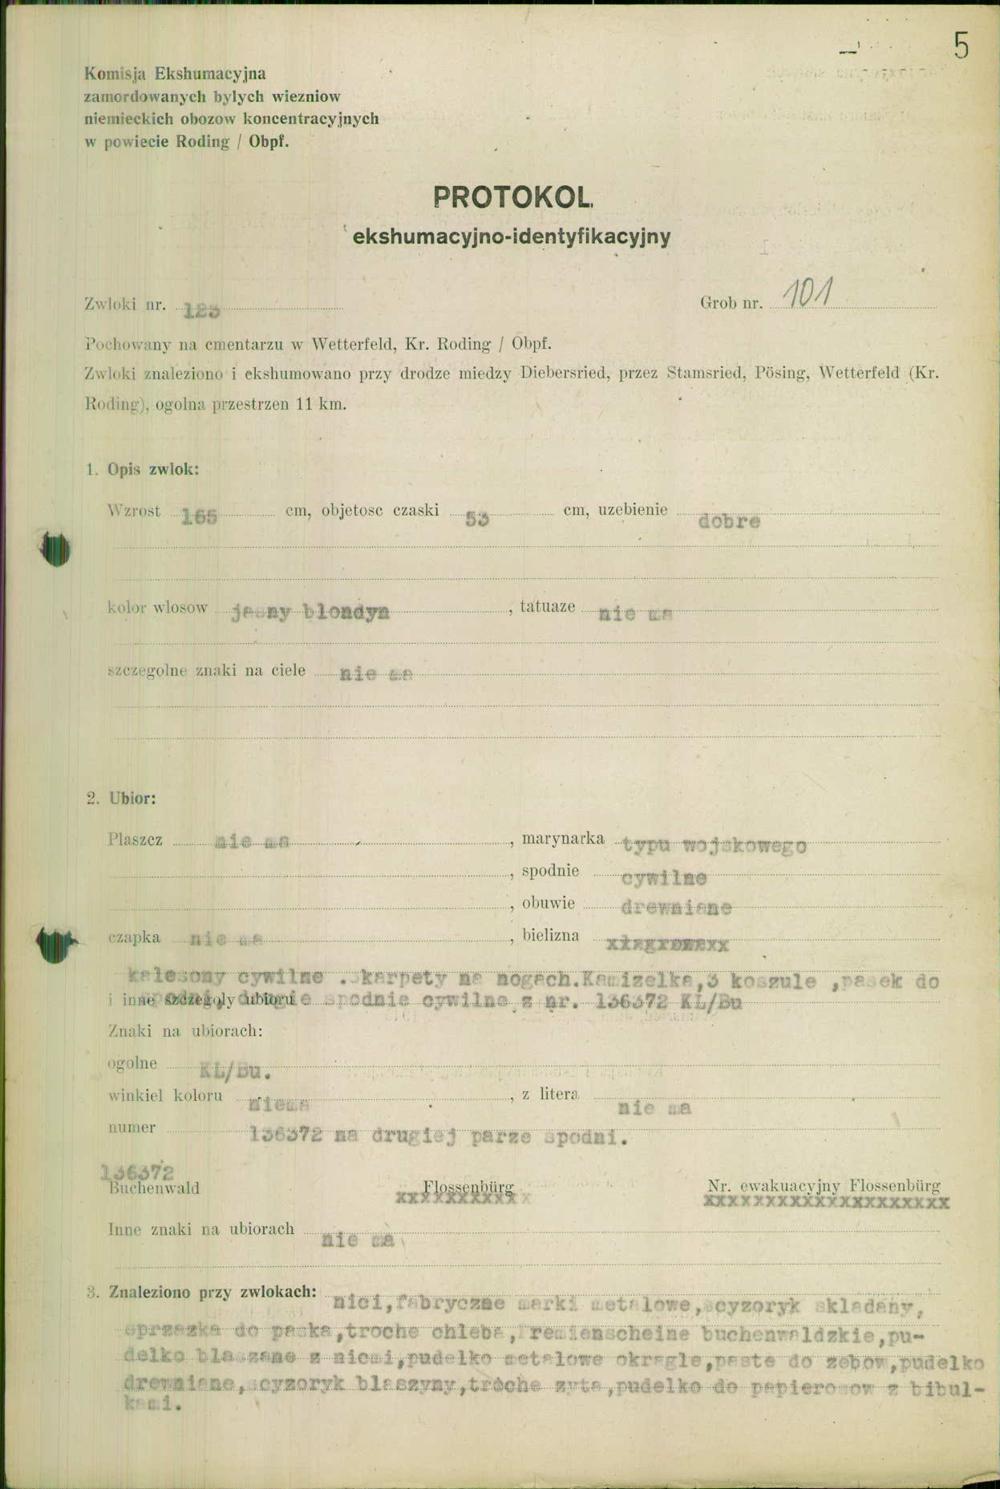 5
Komisja Ekshumacyjna
zamordowanych bylych wiezniow
niemieckich obozow koncentracyjnych
w powiecie Roding / Obpf.
PROTOKOL
ekshumacyjno-identyfikacyjny
Zwloki nr. 123 Grob nr. 101
Pochowany na cmentarzu w Wetterfeld, Kr. Roding / Obpf.
Zwloki znaleziono i ekshumowano przy drodze miedzy Diebersried, przez Stamsried, Pösing, Wetterfeld (Kr.
Roding), ogolna przestrzen 11 km.
1. Opis zwlok:
Wzrost 165 cm, objetosc czaski 53 cm, uzebienie dobre
kolor wlosow jasny blondyn , tatuaze nie ma
szczegolne znaki na ciele nie ma
2. Ubior:
Plaszcz nie ma , marynarka typu wojskowego
, spodnie cywilne
, obuwie drewniane
czapka nie ma , bielizna
kalesony cywilne . skarpety na nogach. Kamizelka,3 koszule ,pasek do
i inne szczegoly ubioru drugie spodnie cywilne z nr. 136372 KL/Bu
Znaki na ubiorach:
ogolne KL/Bu.
winkiel koloru niema , z litera nie ma
numer 136372 na drugiej parze spodni.
136372
Buchenwald Flossenbürg Nr. ewakuacyjny Flossenbürg
xxxxxxxxxxx xxxxxxxxxxxxxxxxxxxx
Inne znaki na ubiorach nie ma
3. Znaleziono przy zwlokach: nici,fabryczne marki metalowe,scyzoryk skladany,
sprzazka do paska,troche chleba, remienscheine buchenwaldzkie,pu-
delko blaszane z nicmi,pudelko metalowe okragle,paste do zebow,pudelko
drewniane,scyzoryk blaszyny,troche zyta,pudelko do papierosow z bibul-
kami.